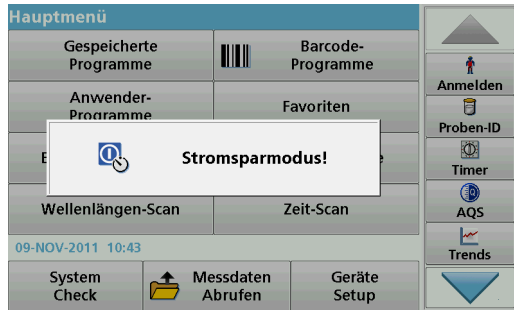 Hauptmenü
Gespeicherte
Programme
Barcode-
Programme
Anwender-
Programme
Favoriten
Stromsparmodus!
Wellenlängen-Scan
Zeit-Scan
09-NOV-2011 10:43
System
Check
Messdaten
Abrufen
Geräte
Setup
Anmelden
Proben-ID
Timer
AQS
Trends